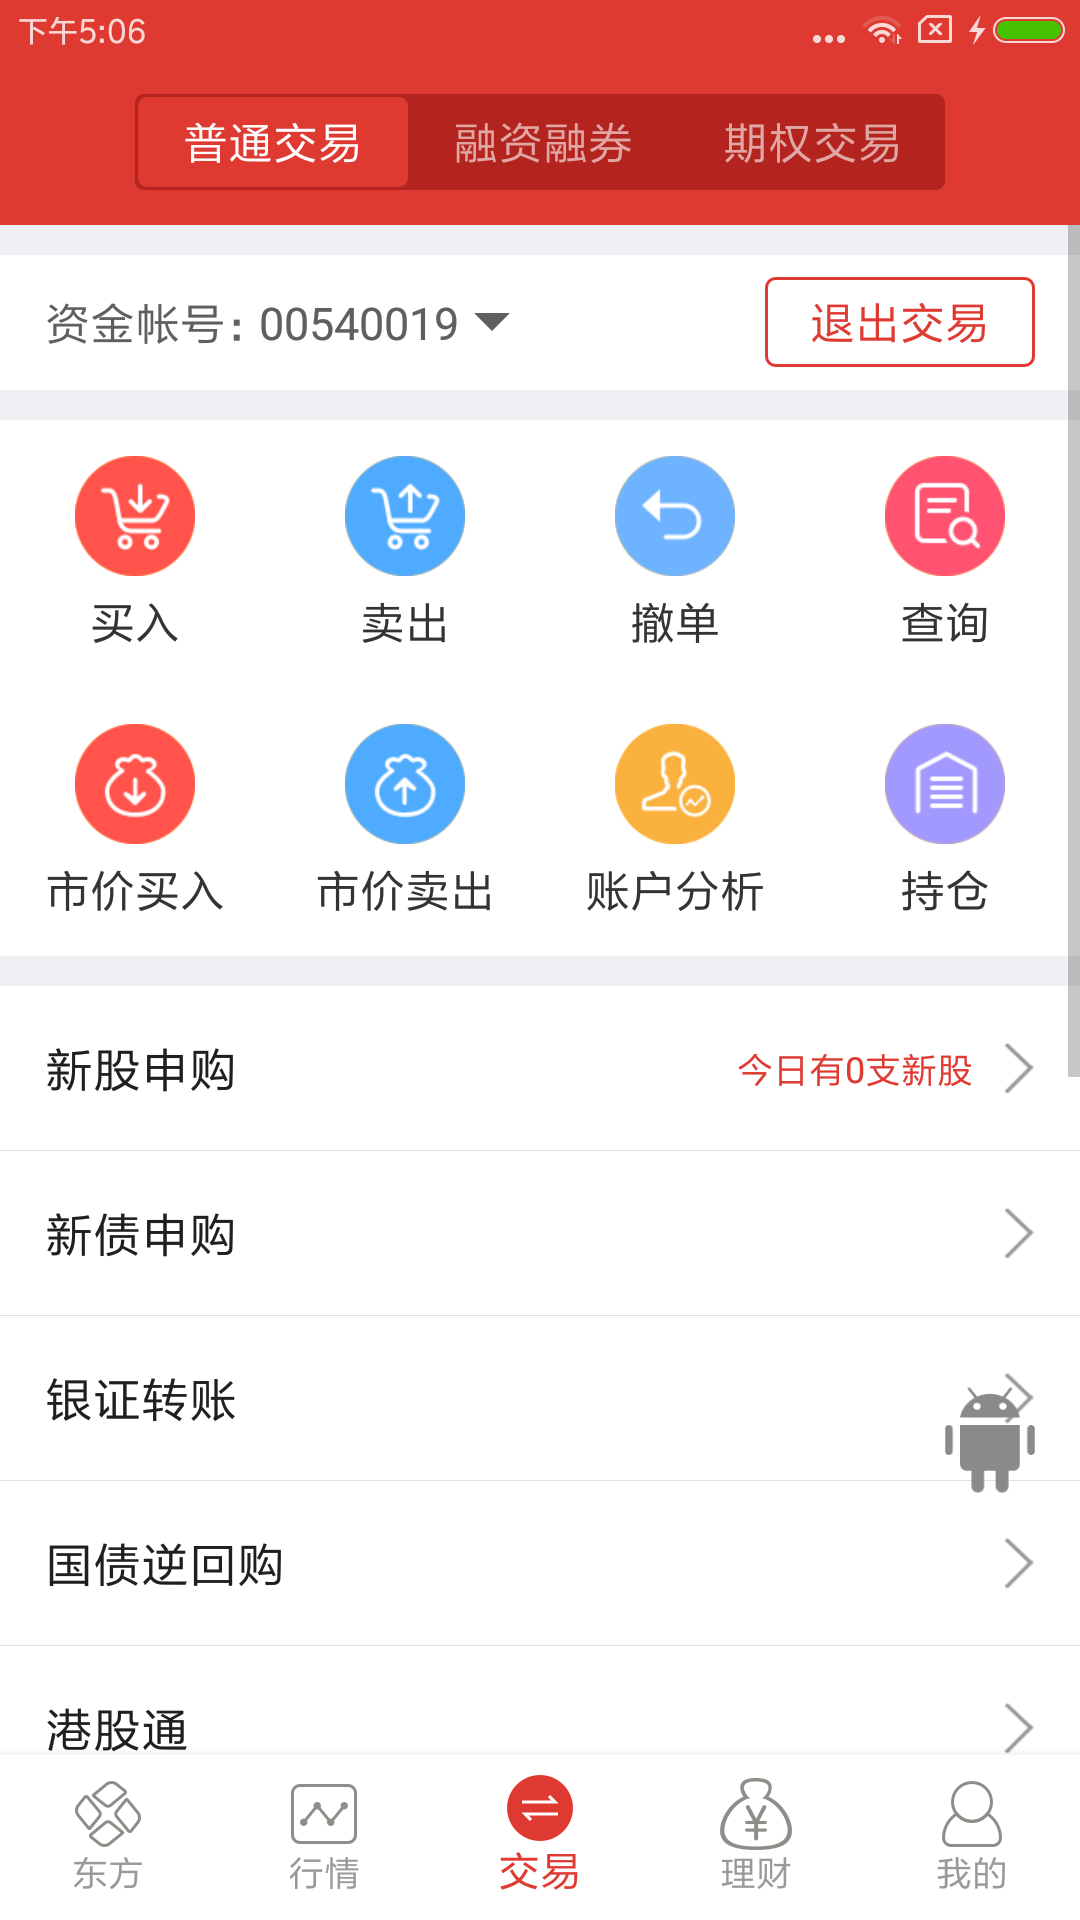 下午5:06
普通交易 融资融券 期权交易
资金帐号: 00540019 退出交易
买入 卖出 撤单 查询
市价买入 市价卖出 账户分析 持仓
新股申购 今日有0支新股
新债申购
银证转账
国债逆回购
港股通
东方 行情 交易 理财 我的